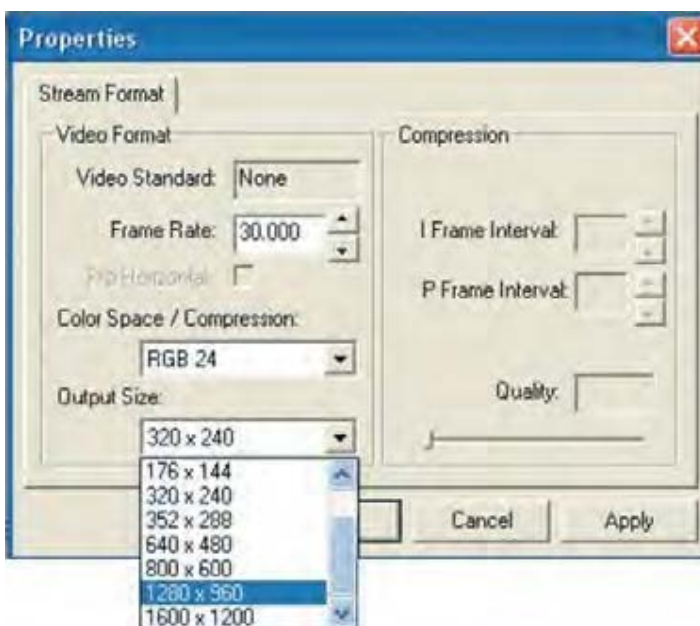 Properties
Stream Format
Video Format
Video Standard: None
Frame Rate: 30.000
Flip Horizontal:
Color Space / Compression:
RGB 24
Output Size:
320 x 240
176 x 144
320 x 240
352 x 288
640 x 480
800 x 600
1280 x 960
1600 x 1200
Compression
I Frame Interval:
P Frame Interval:
Quality:
Cancel
Apply